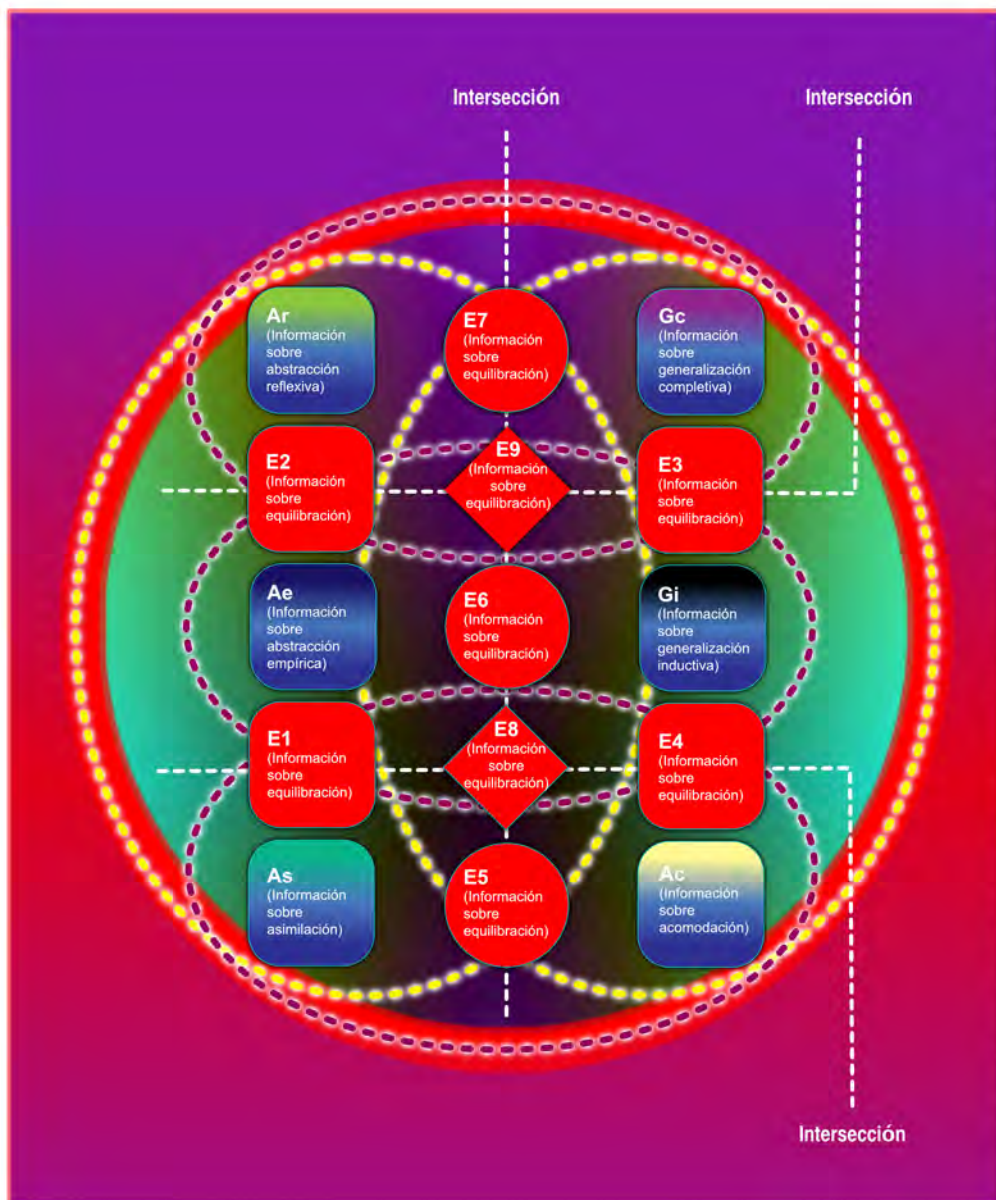 Intersección
Intersección
Ar
(Información
sobre
abstracción
reflexiva)
E7
(Información
sobre
equilibración)
Gc
(Información
sobre
generalización
completiva)
E2
(Información
sobre
equilibración)
E9
(Información
sobre
equilibración)
E3
(Información
sobre
equilibración)
Ae
(Información
sobre
abstracción
empírica)
E6
(Información
sobre
equilibración)
Gi
(Información
sobre
generalización
inductiva)
E1
(Información
sobre
equilibración)
E8
(Información
sobre
equilibración)
E4
(Información
sobre
equilibración)
As
(Información
sobre
asimilación)
E5
(Información
sobre
equilibración)
Ac
(Información
sobre
acomodación)
Intersección